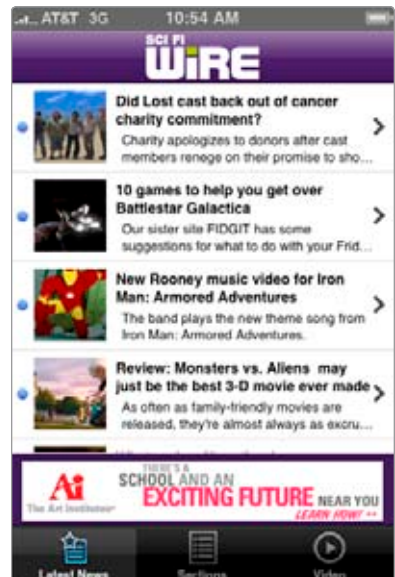 AT&T 3G 10:54 AM
SCI FI
WiRE
Did Lost cast back out of cancer
charity commitment?
Charity apologizes to donors after cast
members renege on their promise to sho...
10 games to help you get over
Battlestar Galactica
Our sister site FIDGIT has some
suggestions for what to do with your Frid...
New Rooney music video for Iron
Man: Armored Adventures
The band plays the new theme song from
Iron Man: Armored Adventures.
Review: Monsters vs. Aliens may
just be the best 3-D movie ever made
As often as family-friendly movies are
released, they're almost always as excru...
Ai
The Art Institutes
THERE'S A
SCHOOL AND AN
EXCITING FUTURE NEAR YOU
LEARN HOW!
Latest News Sections Video